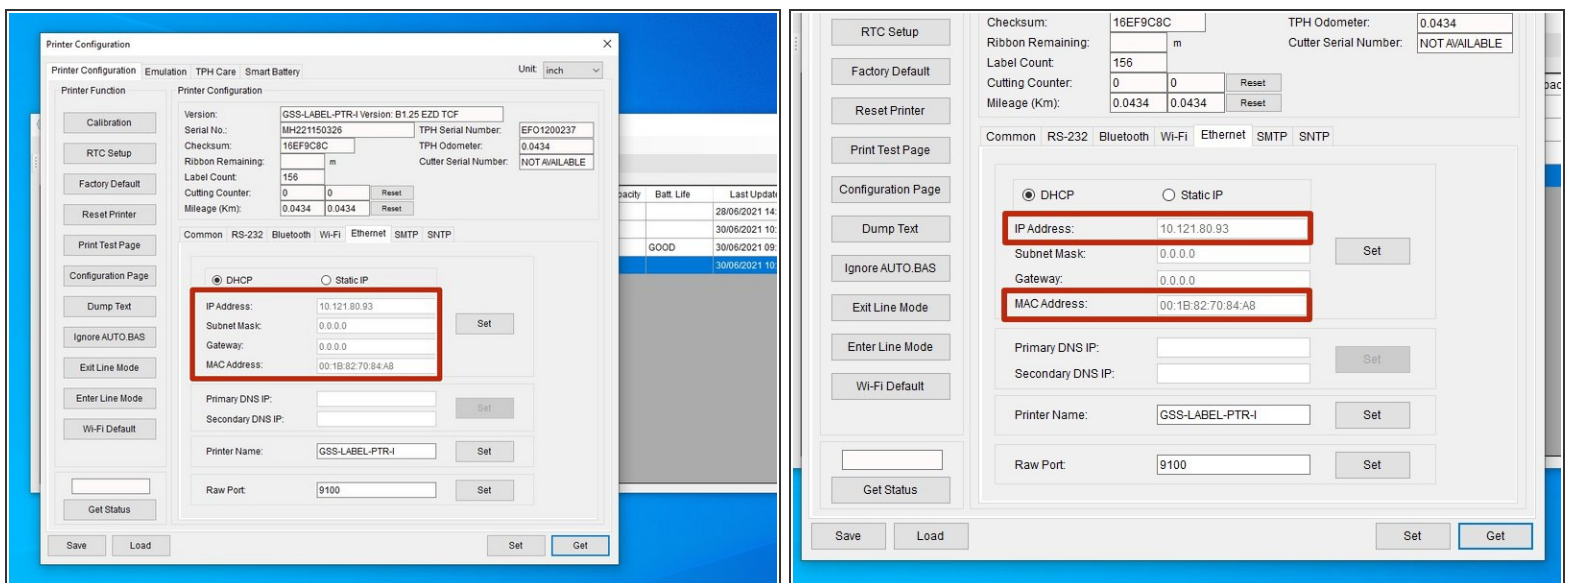 Printer Configuration
Printer Configuration Emulation TPH Care Smart Battery Unit: inch
Printer Function Printer Configuration
Version: GSS-LABEL-PTR-I Version: B1.25 EZD TCF
Calibration
Serial No.: MH221150326 TPH Serial Number: EFO1200237
Checksum: 16EF9C8C TPH Odometer: 0.0434
RTC Setup
Ribbon Remaining: m Cutter Serial Number: NOT AVAILABLE
Label Count: 156
Factory Default
Cutting Counter: 0 0 Reset
Mileage (Km): 0.0434 0.0434 Reset
Reset Printer
Common RS-232 Bluetooth Wi-Fi Ethernet SMTP SNTP
Print Test Page
Configuration Page
DHCP Static IP
Dump Text
IP Address: 10.121.80.93
Subnet Mask: 0.0.0.0
Set
Ignore AUTO.BAS
Gateway: 0.0.0.0
MAC Address: 00:1B:82:70:84:A8
Exit Line Mode
Enter Line Mode
Primary DNS IP:
Set
Secondary DNS IP:
Wi-Fi Default
Printer Name: GSS-LABEL-PTR-I Set
Raw Port: 9100 Set
Get Status
Save Load Set Get
pacity Batt. Life Last Update
28/06/2021 14:
30/06/2021 10:
GOOD 30/06/2021 09:
30/06/2021 10:
Checksum: 16EF9C8C TPH Odometer: 0.0434
RTC Setup
Ribbon Remaining: m Cutter Serial Number: NOT AVAILABLE
Label Count: 156
Factory Default
Cutting Counter: 0 0 Reset
pac
Mileage (Km): 0.0434 0.0434 Reset
Reset Printer
Common RS-232 Bluetooth Wi-Fi Ethernet SMTP SNTP
Print Test Page
Configuration Page
DHCP Static IP
Dump Text
IP Address: 10.121.80.93
Subnet Mask: 0.0.0.0
Set
Ignore AUTO.BAS
Gateway: 0.0.0.0
MAC Address: 00:1B:82:70:84:A8
Exit Line Mode
Enter Line Mode
Primary DNS IP:
Set
Secondary DNS IP:
Wi-Fi Default
Printer Name: GSS-LABEL-PTR-I Set
Raw Port: 9100 Set
Get Status
Save Load Set Get